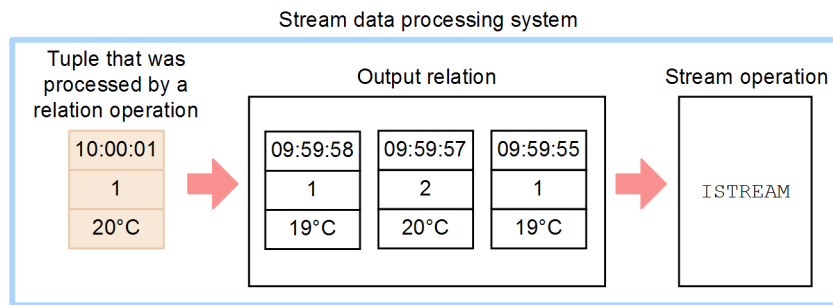 Stream data processing system
Tuple that was
processed by a
relation operation
Output relation
Stream operation
10:00:01
1
20°C
09:59:58
1
19°C
09:59:57
2
20°C
09:59:55
1
19°C
ISTREAM